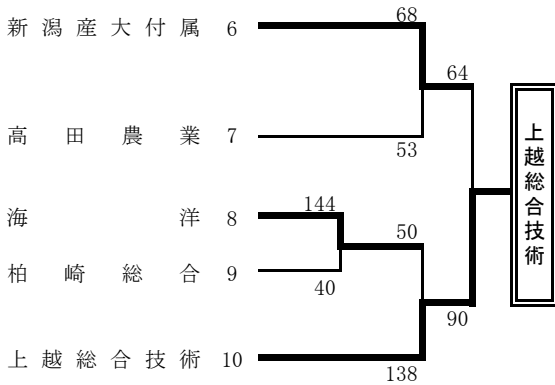 新潟産大付属 6
68
64
高田農業 7
53
海洋 8
144
50
柏崎総合 9
40
90
上越総合技術 10
138
上越総合技術